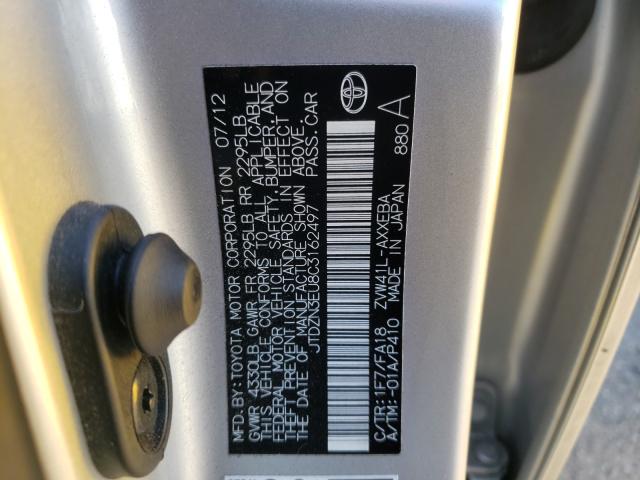 MFD. BY: TOYOTA MOTOR CORPORATION 07/12
GVWR 4330LB GAWR FR 2295LB RR 2295LB
THIS VEHICLE CONFORMS TO ALL APPLICABLE
FEDERAL MOTOR VEHICLE SAFETY, BUMPER, AND
THEFT PREVENTION STANDARDS IN EFFECT ON
THE DATE OF MANUFACTURE SHOWN ABOVE.
JTDZN3EU8C3162497 PASS. CAR
C/TR:1F7/FA18 ZVW41L-AXXEBA
A/TM:-01A/P410 MADE IN JAPAN 880 A